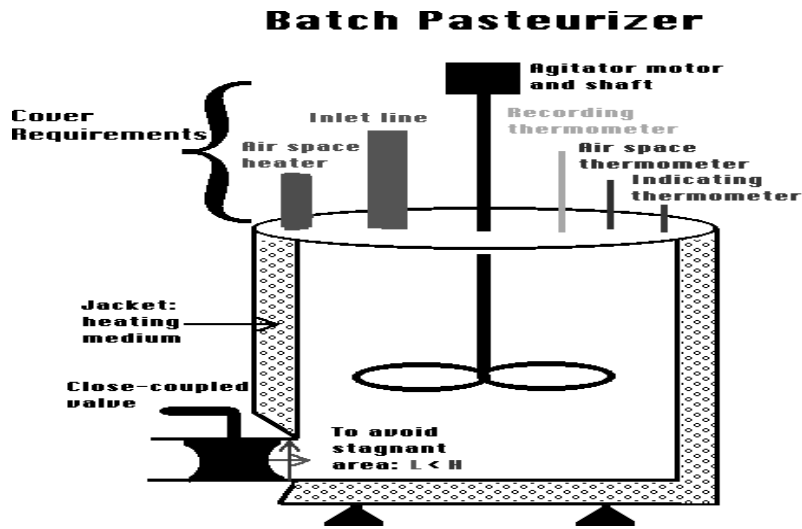 Batch Pasteurizer
Agitator motor
and shaft
Cover
Requirements
Inlet line
Recording
thermometer
Air space
heater
Air space
thermometer
Indicating
thermometer
Jacket:
heating
medium
Close-coupled
valve
To avoid
stagnant
area: L < H